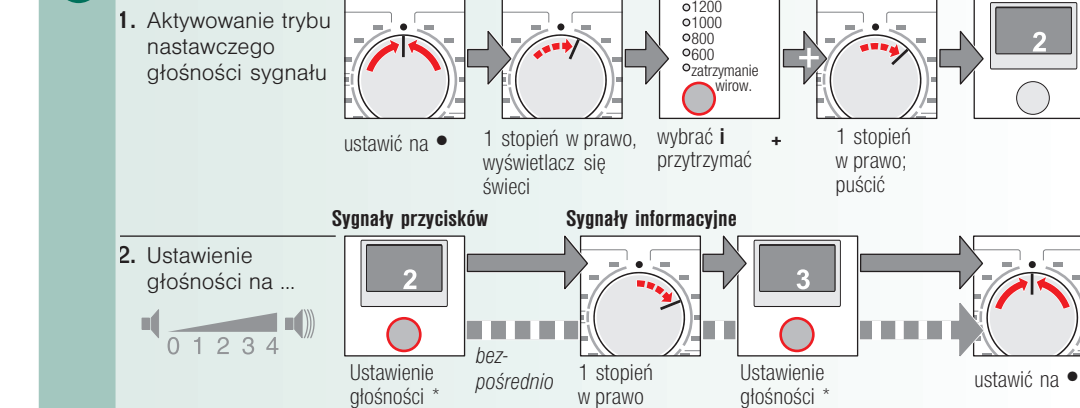 1. Aktywowanie trybu
nastawczego
głośności sygnału
1200
1000
800
600
zatrzymanie
wirow.
+
2
ustawić na ●
1 stopień w prawo,
wyświetlacz się
świeci
wybrać i
przytrzymać
+
1 stopień
w prawo;
puścić
Sygnały przycisków
Sygnały informacyjne
2. Ustawienie
głośności na ...
0 1 2 3 4
2
3
Ustawienie
głośności *
bez-
pośrednio
1 stopień
w prawo
Ustawienie
głośności *
ustawić na ●